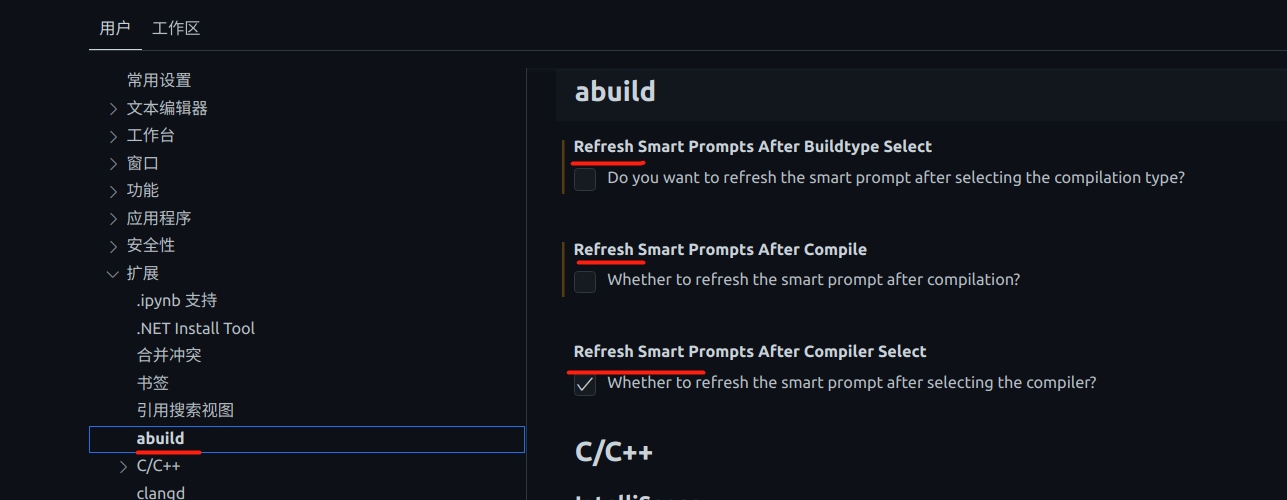 用户 工作区
常用设置
文本编辑器
工作台
窗口
功能
应用程序
安全性
扩展
.ipynb 支持
.NET Install Tool
合并冲突
书签
引用搜索视图
abuild
C/C++
clangd
abuild
Refresh Smart Prompts After Buildtype Select
Do you want to refresh the smart prompt after selecting the compilation type?
Refresh Smart Prompts After Compile
Whether to refresh the smart prompt after compilation?
Refresh Smart Prompts After Compiler Select
Whether to refresh the smart prompt after selecting the compiler?
C/C++